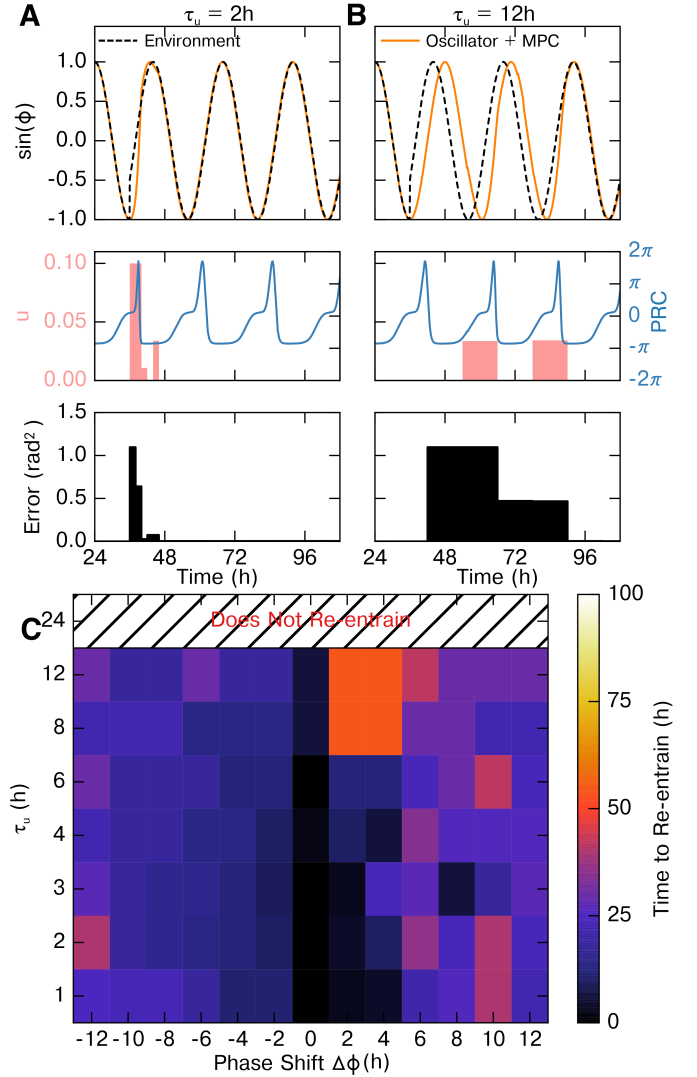 A τu = 2h B τu = 12h
Environment Oscillator + MPC
1.0
0.5
0.0
-0.5
-1.0
sin(ϕ)
0.10
0.05
0.00
u
2π
π
0
-π
-2π
PRC
1.5
1.0
0.5
0.0
Error (rad²)
24 48 72 96 24 48 72 96
Time (h) Time (h)
C
Does Not Re-entrain
24
12
8
6
4
3
2
1
τu (h)
-12 -10 -8 -6 -4 -2 0 2 4 6 8 10 12
Phase Shift Δϕ(h)
100
75
50
25
0
Time to Re-entrain (h)